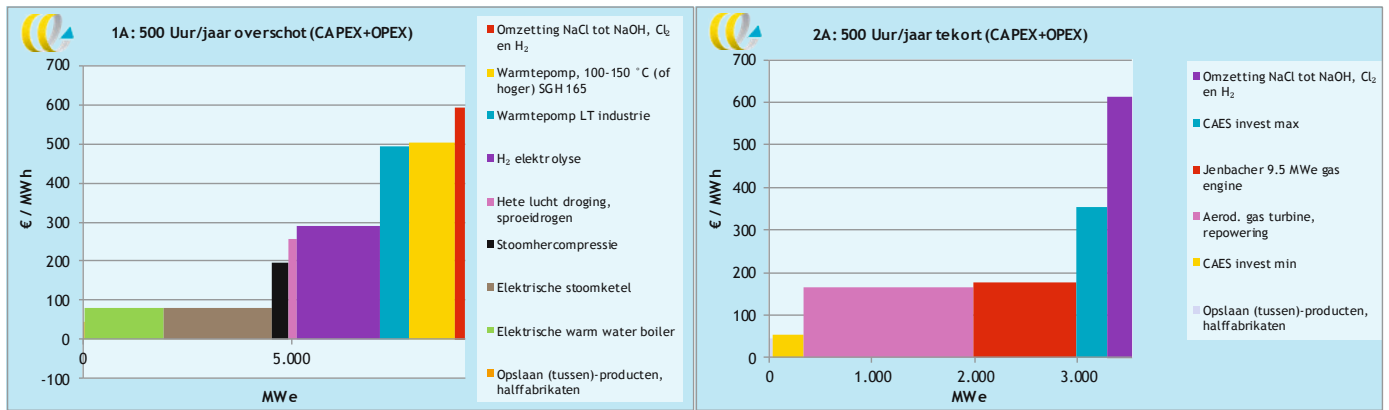 1A: 500 Uur/jaar overschot (CAPEX+OPEX)
€ / MWh
700
600
500
400
300
200
100
0
-100
0
5.000
MWe
Omzetting NaCl tot NaOH, Cl₂
en H₂
Warmtepomp, 100-150 °C (of
hoger) SGH 165
Warmtepomp LT industrie
H₂ elektrolyse
Hete lucht droging,
sproeidrogen
Stoomhercompressie
Elektrische stoomketel
Elektrische warm water boiler
Opslaan (tussen)-producten,
halffabrikaten
2A: 500 Uur/jaar tekort (CAPEX+OPEX)
€ / MWh
700
600
500
400
300
200
100
0
0
1.000
2.000
3.000
MWe
Omzetting NaCl tot NaOH, Cl₂
en H₂
CAES invest max
Jenbacher 9.5 MWe gas
engine
Aerod. gas turbine,
repowering
CAES invest min
Opslaan (tussen)-producten,
halffabrikaten